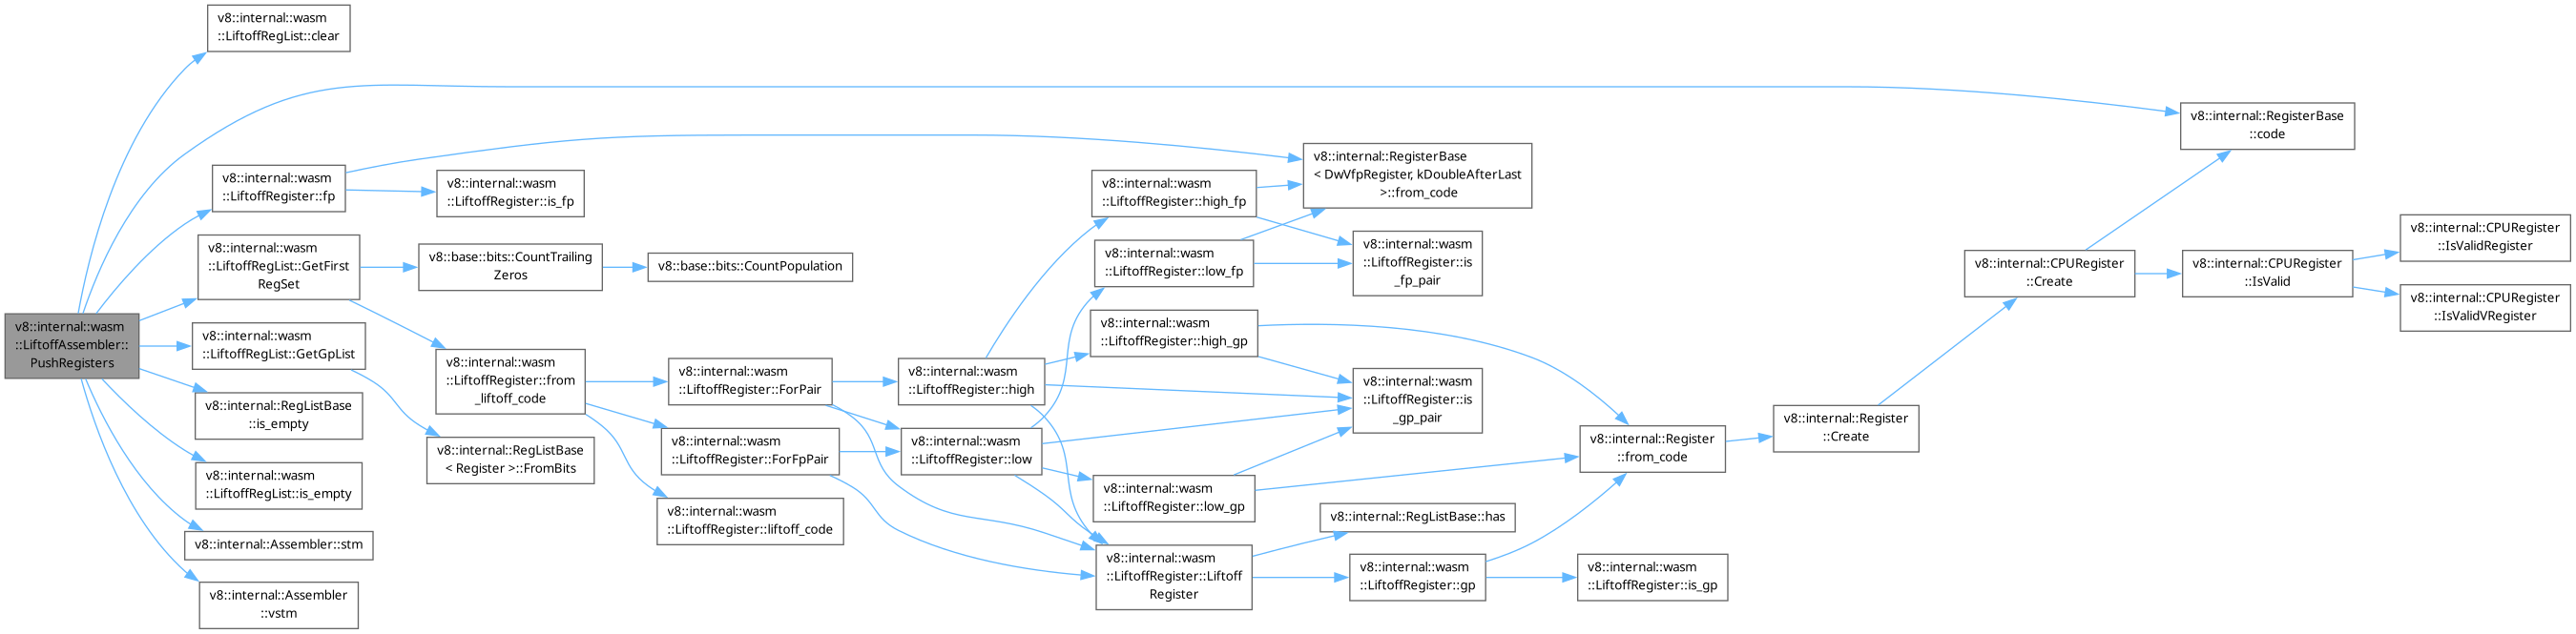 v8::internal::wasm
::LiftoffAssembler::
PushRegisters
v8::internal::wasm
::LiftoffRegList::clear
v8::internal::wasm
::LiftoffRegister::fp
v8::internal::wasm
::LiftoffRegList::GetFirst
RegSet
v8::internal::wasm
::LiftoffRegList::GetGpList
v8::internal::RegListBase
::is_empty
v8::internal::wasm
::LiftoffRegList::is_empty
v8::internal::Assembler::stm
v8::internal::Assembler
::vstm
v8::internal::wasm
::LiftoffRegister::is_fp
v8::base::bits::CountTrailing
Zeros
v8::internal::wasm
::LiftoffRegister::from
_liftoff_code
v8::internal::RegListBase
< Register >::FromBits
v8::base::bits::CountPopulation
v8::internal::wasm
::LiftoffRegister::ForPair
v8::internal::wasm
::LiftoffRegister::ForFpPair
v8::internal::wasm
::LiftoffRegister::liftoff_code
v8::internal::wasm
::LiftoffRegister::high
v8::internal::wasm
::LiftoffRegister::low
v8::internal::wasm
::LiftoffRegister::high_fp
v8::internal::wasm
::LiftoffRegister::low_fp
v8::internal::wasm
::LiftoffRegister::high_gp
v8::internal::wasm
::LiftoffRegister::low_gp
v8::internal::wasm
::LiftoffRegister::Liftoff
Register
v8::internal::RegisterBase
< DwVfpRegister, kDoubleAfterLast
>::from_code
v8::internal::wasm
::LiftoffRegister::is
_fp_pair
v8::internal::wasm
::LiftoffRegister::is
_gp_pair
v8::internal::RegListBase::has
v8::internal::wasm
::LiftoffRegister::gp
v8::internal::Register
::from_code
v8::internal::wasm
::LiftoffRegister::is_gp
v8::internal::Register
::Create
v8::internal::CPURegister
::Create
v8::internal::RegisterBase
::code
v8::internal::CPURegister
::IsValid
v8::internal::CPURegister
::IsValidRegister
v8::internal::CPURegister
::IsValidVRegister